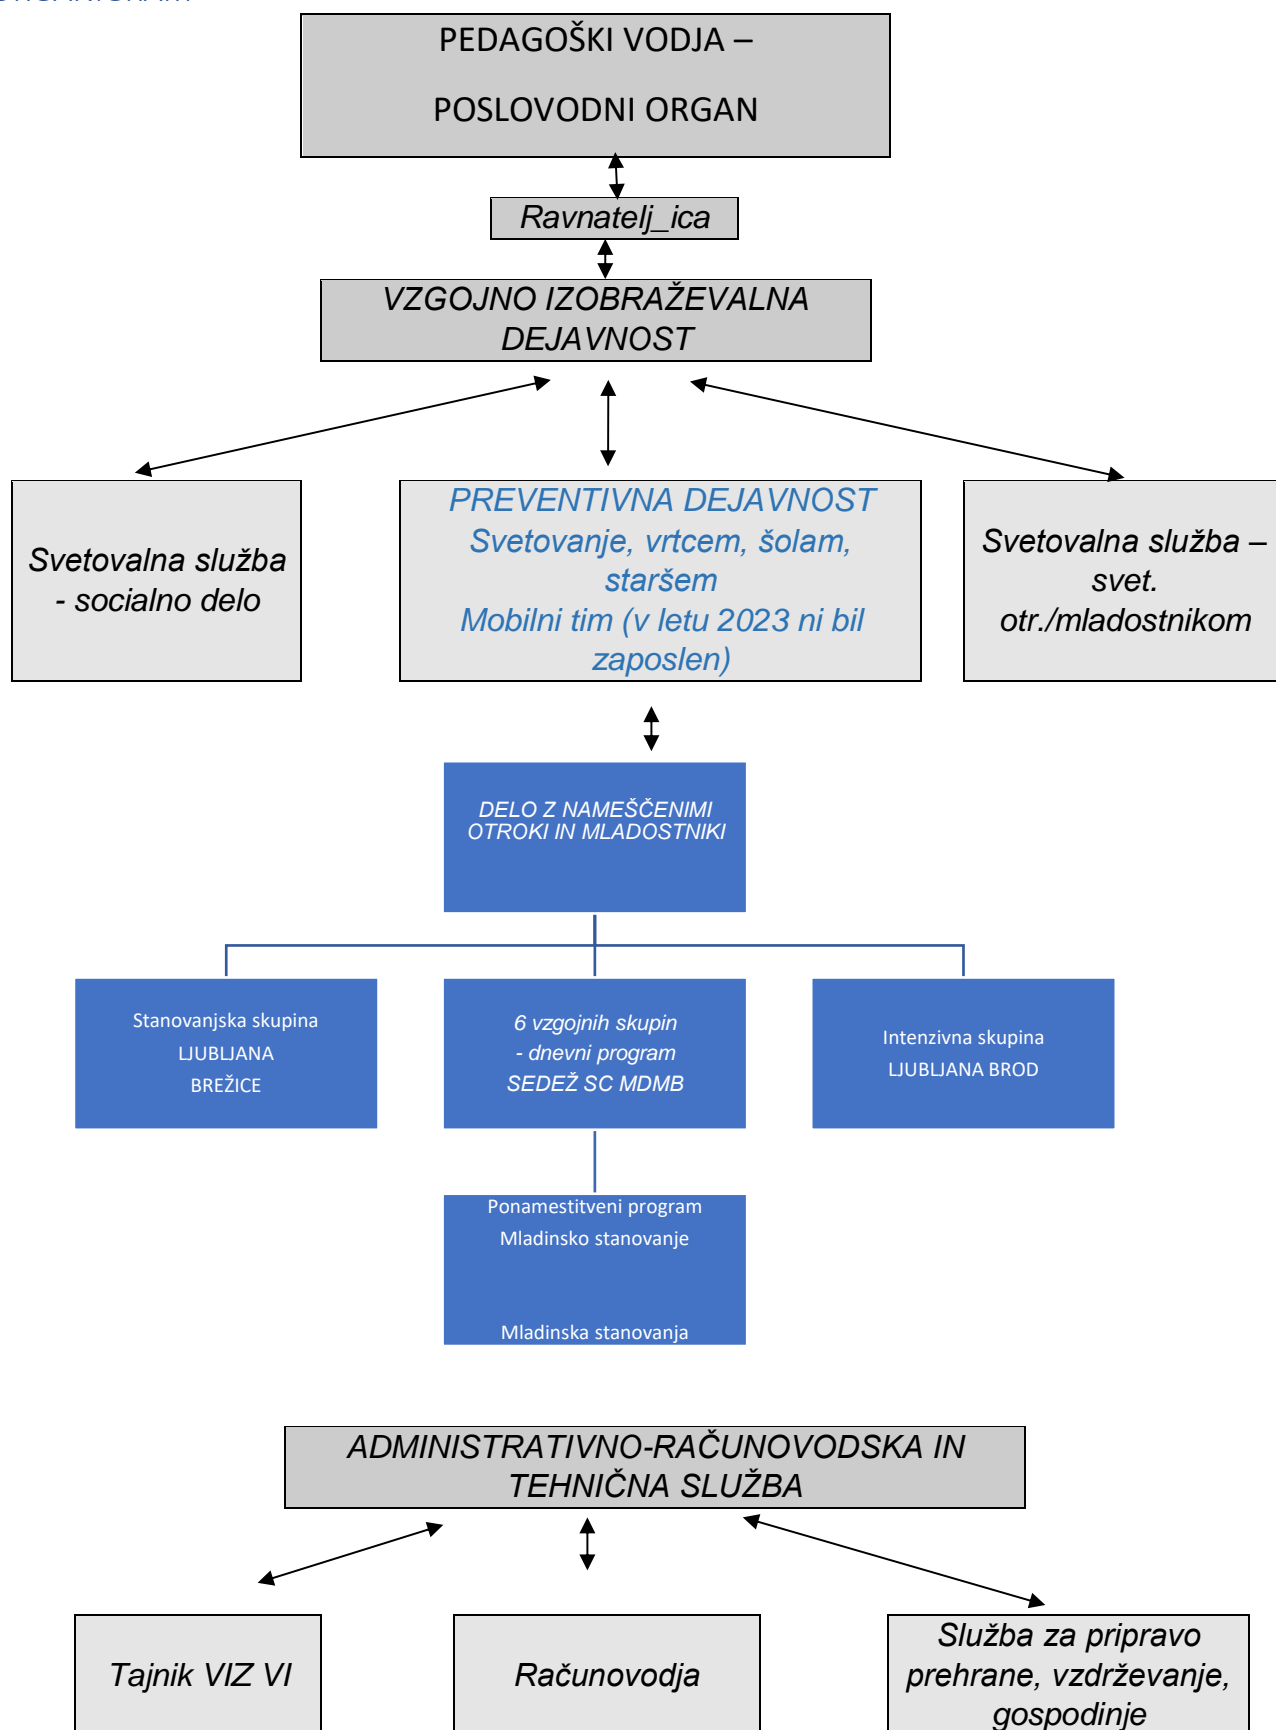 ORGANIGRAM
PEDAGOŠKI VODJA –
POSLOVODNI ORGAN
Ravnatelj_ica
VZGOJNO IZOBRAŽEVALNA
DEJAVNOST
Svetovalna služba
- socialno delo
PREVENTIVNA DEJAVNOST
Svetovanje, vrtcem, šolam,
staršem
Mobilni tim (v letu 2023 ni bil
zaposlen)
Svetovalna služba –
svet.
otr./mladostnikom
DELO Z NAMEŠČENIMI
OTROKI IN MLADOSTNIKI
Stanovanjska skupina
LJUBLJANA
BREŽICE
6 vzgojnih skupin
- dnevni program
SEDEŽ SC MDMB
Intenzivna skupina
LJUBLJANA BROD
Ponamestitveni program
Mladinsko stanovanje
Mladinska stanovanja
ADMINISTRATIVNO-RAČUNOVODSKA IN
TEHNIČNA SLUŽBA
Tajnik VIZ VI
Računovodja
Služba za pripravo
prehrane, vzdrževanje,
gospodinje